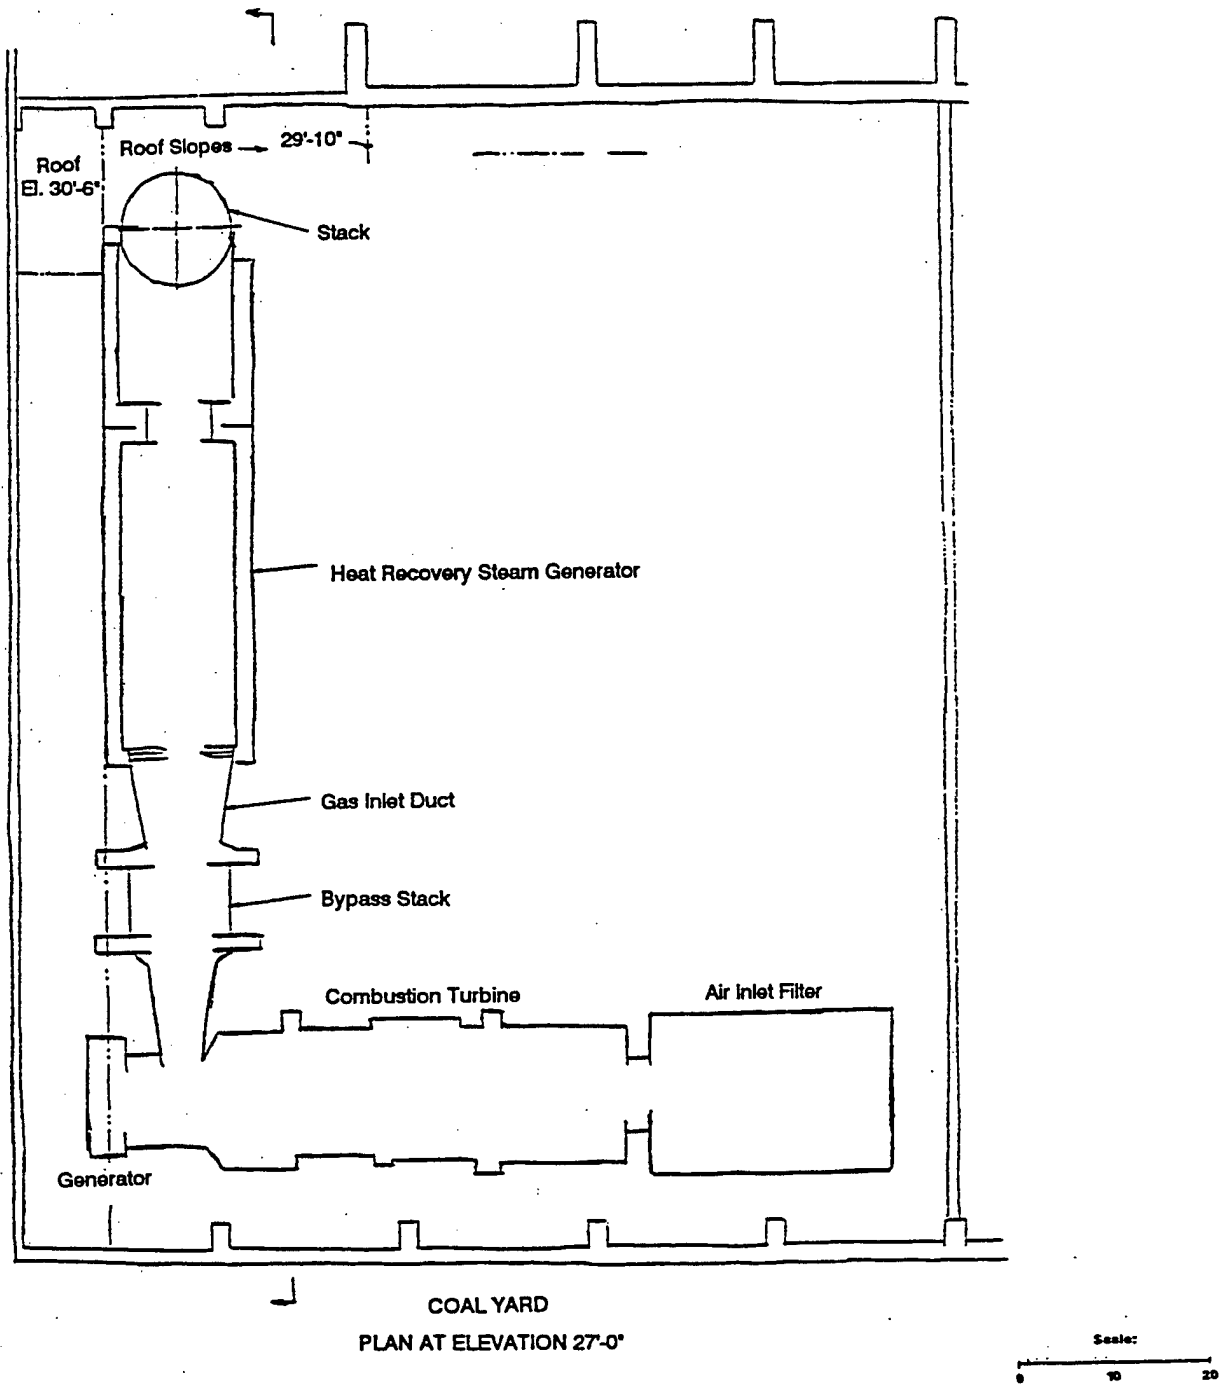 Roof Slopes
29'-10"
Roof
El. 30'-6"
Stack
Heat Recovery Steam Generator
Gas Inlet Duct
Bypass Stack
Combustion Turbine
Air Inlet Filter
Generator
COAL YARD
PLAN AT ELEVATION 27'-0"
Scale:
0 10 20